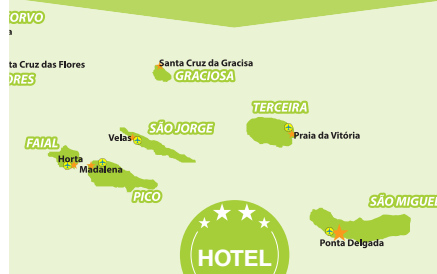 ORVO
a
Santa Cruz da Gracisa
ta Cruz das Flores
GRACIOSA
RES
TERCEIRA
SÃO JORGE
Velas
Praia da Vitória
FAIAL
Horta
Madalena
PICO
SÃO MIGUEL
Ponta Delgada
HOTEL